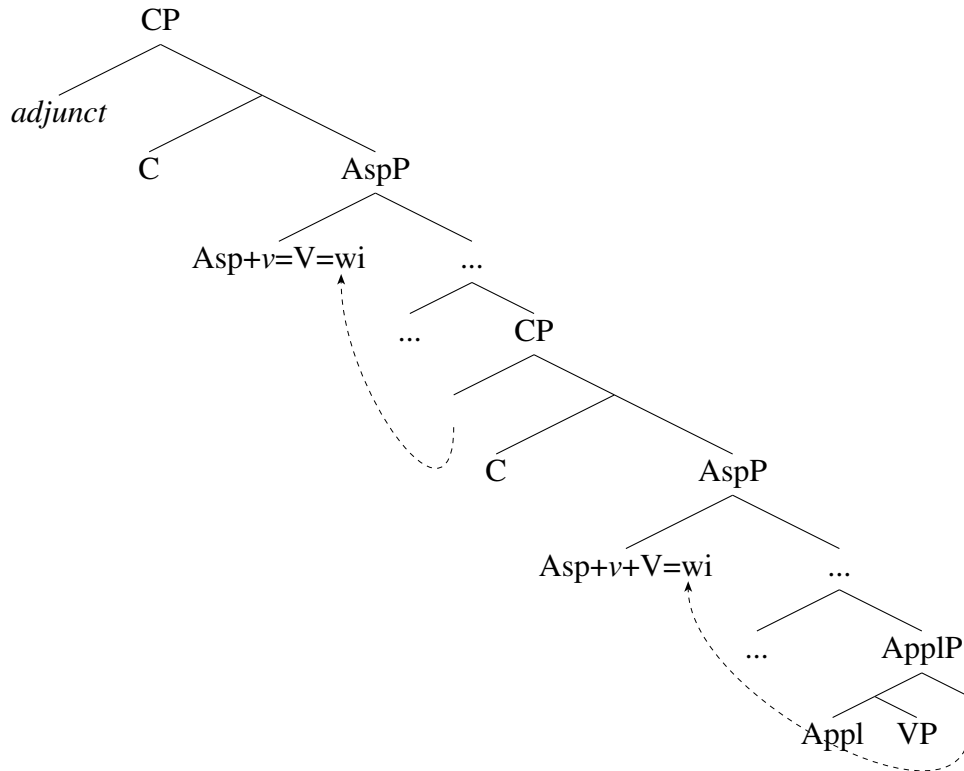 CP
adjunct
C AspP
Asp+v=V=wi ...
... CP
C AspP
Asp+v+V=wi ...
... ApplP
Appl VP